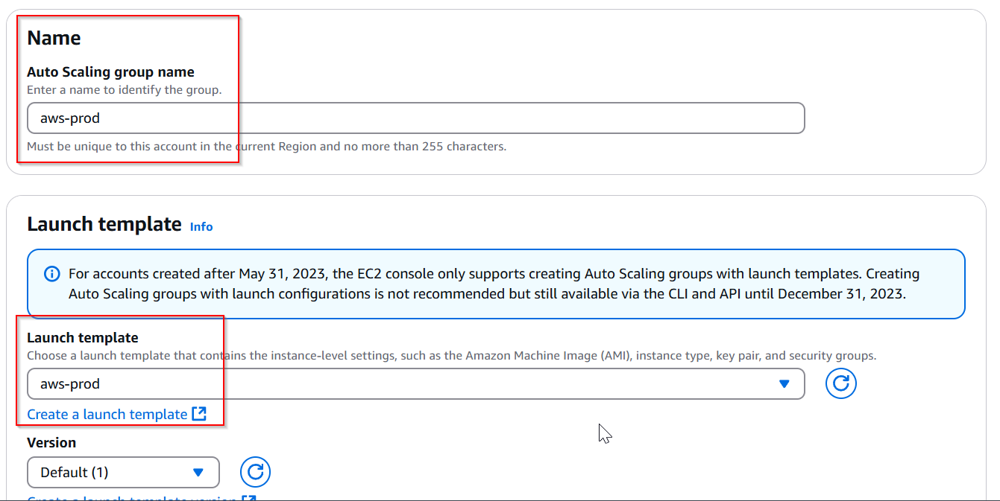 Name
Auto Scaling group name
Enter a name to identify the group.
aws-prod
Must be unique to this account in the current Region and no more than 255 characters.
Launch template Info
For accounts created after May 31, 2023, the EC2 console only supports creating Auto Scaling groups with launch templates. Creating
Auto Scaling groups with launch configurations is not recommended but still available via the CLI and API until December 31, 2023.
Launch template
Choose a launch template that contains the instance-level settings, such as the Amazon Machine Image (AMI), instance type, key pair, and security groups.
aws-prod
Create a launch template
Version
Default (1)
Create a launch template version